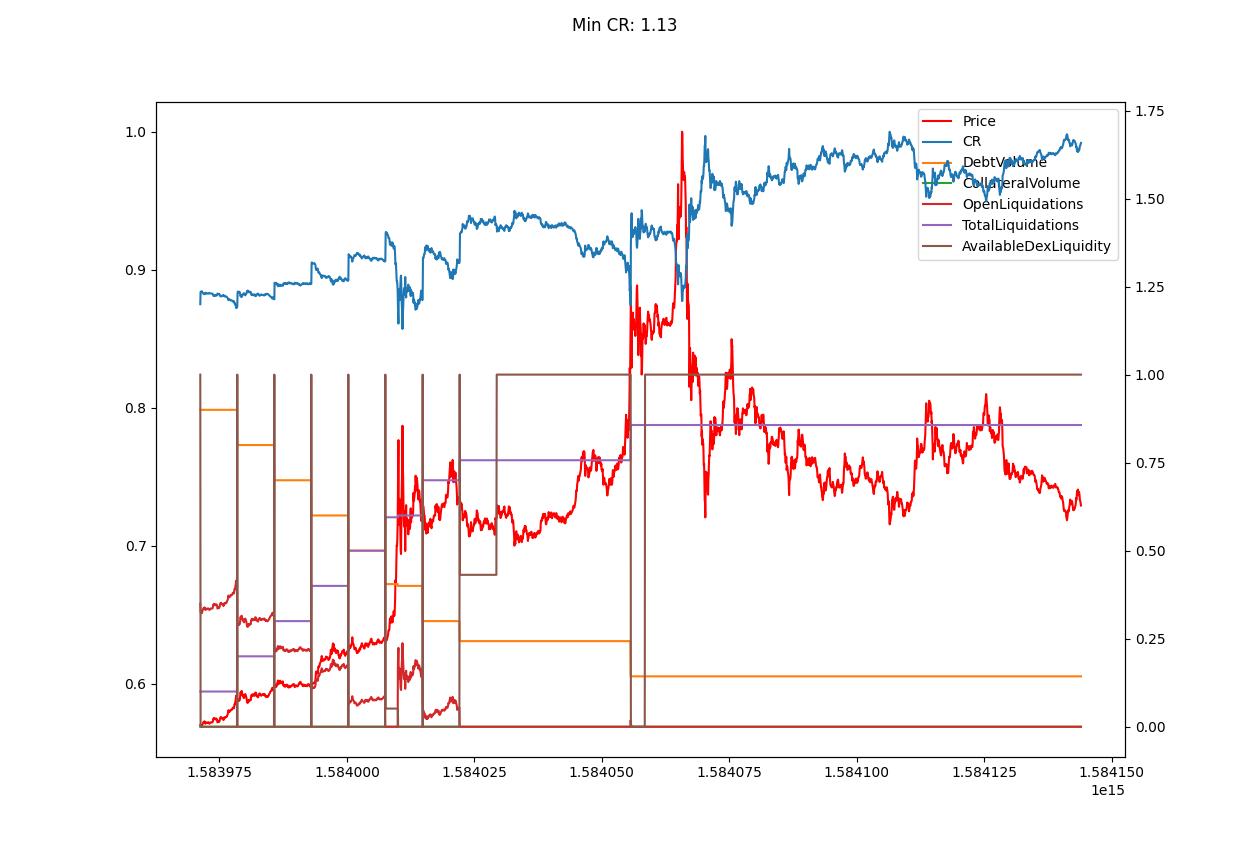 Min CR: 1.13
1.0
0.9
0.8
0.7
0.6
1.75
1.50
1.25
1.00
0.75
0.50
0.25
0.00
Price
CR
DebtVolume
CollateralVolume
OpenLiquidations
TotalLiquidations
AvailableDexLiquidity
1.583975 1.584000 1.584025 1.584050 1.584075 1.584100 1.584125 1.584150
1e15